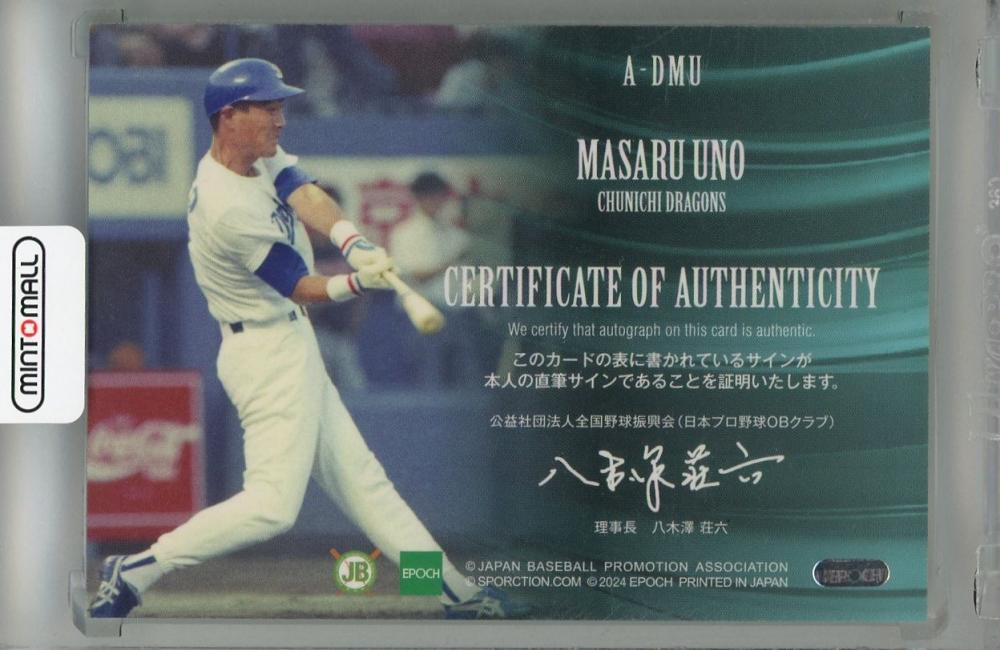 A-DMU
MASARU UNO
CHUNICHI DRAGONS
CERTIFICATE OF AUTHENTICITY
We certify that autograph on this card is authentic.
このカードの表に書かれているサインが
本人の直筆サインであることを証明いたします。
公益社団法人全国野球振興会(日本プロ野球OBクラブ)
八木澤荘六
理事長 八木澤 荘六
JB
EPOCH
©JAPAN BASEBALL PROMOTION ASSOCIATION
©SPORCTION.COM ©2024 EPOCH PRINTED IN JAPAN
MINTOMALL
Coca-Cola